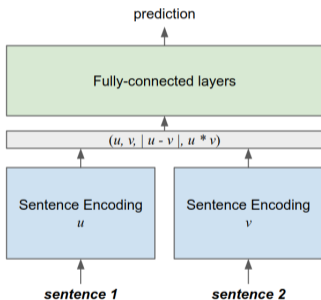 prediction
Fully-connected layers
(u, v, | u - v |, u * v)
Sentence Encoding
u
Sentence Encoding
v
sentence 1
sentence 2